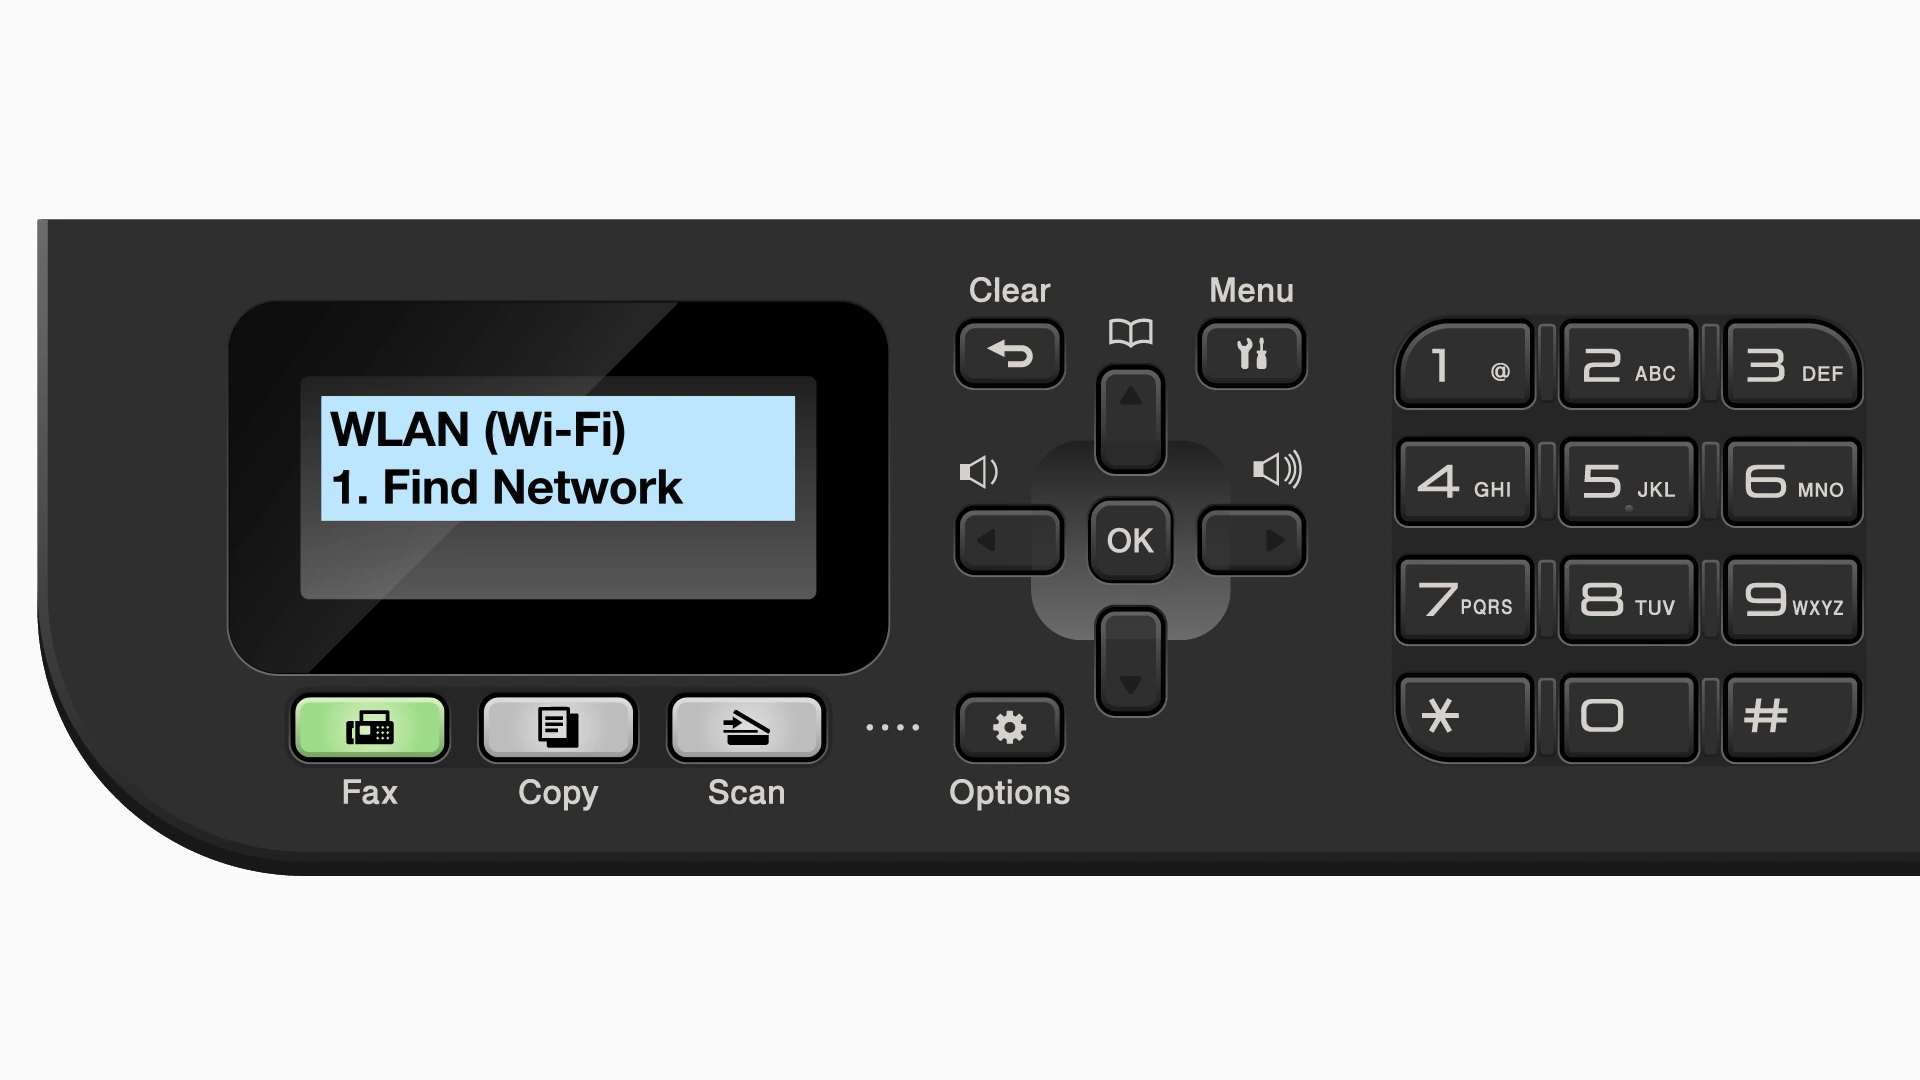 WLAN (Wi-Fi)
1. Find Network
Clear
Menu
OK
Fax
Copy
Scan
Options
1 @
2 ABC
3 DEF
4 GHI
5 JKL
6 MNO
7 PQRS
8 TUV
9 WXYZ
*
0
#